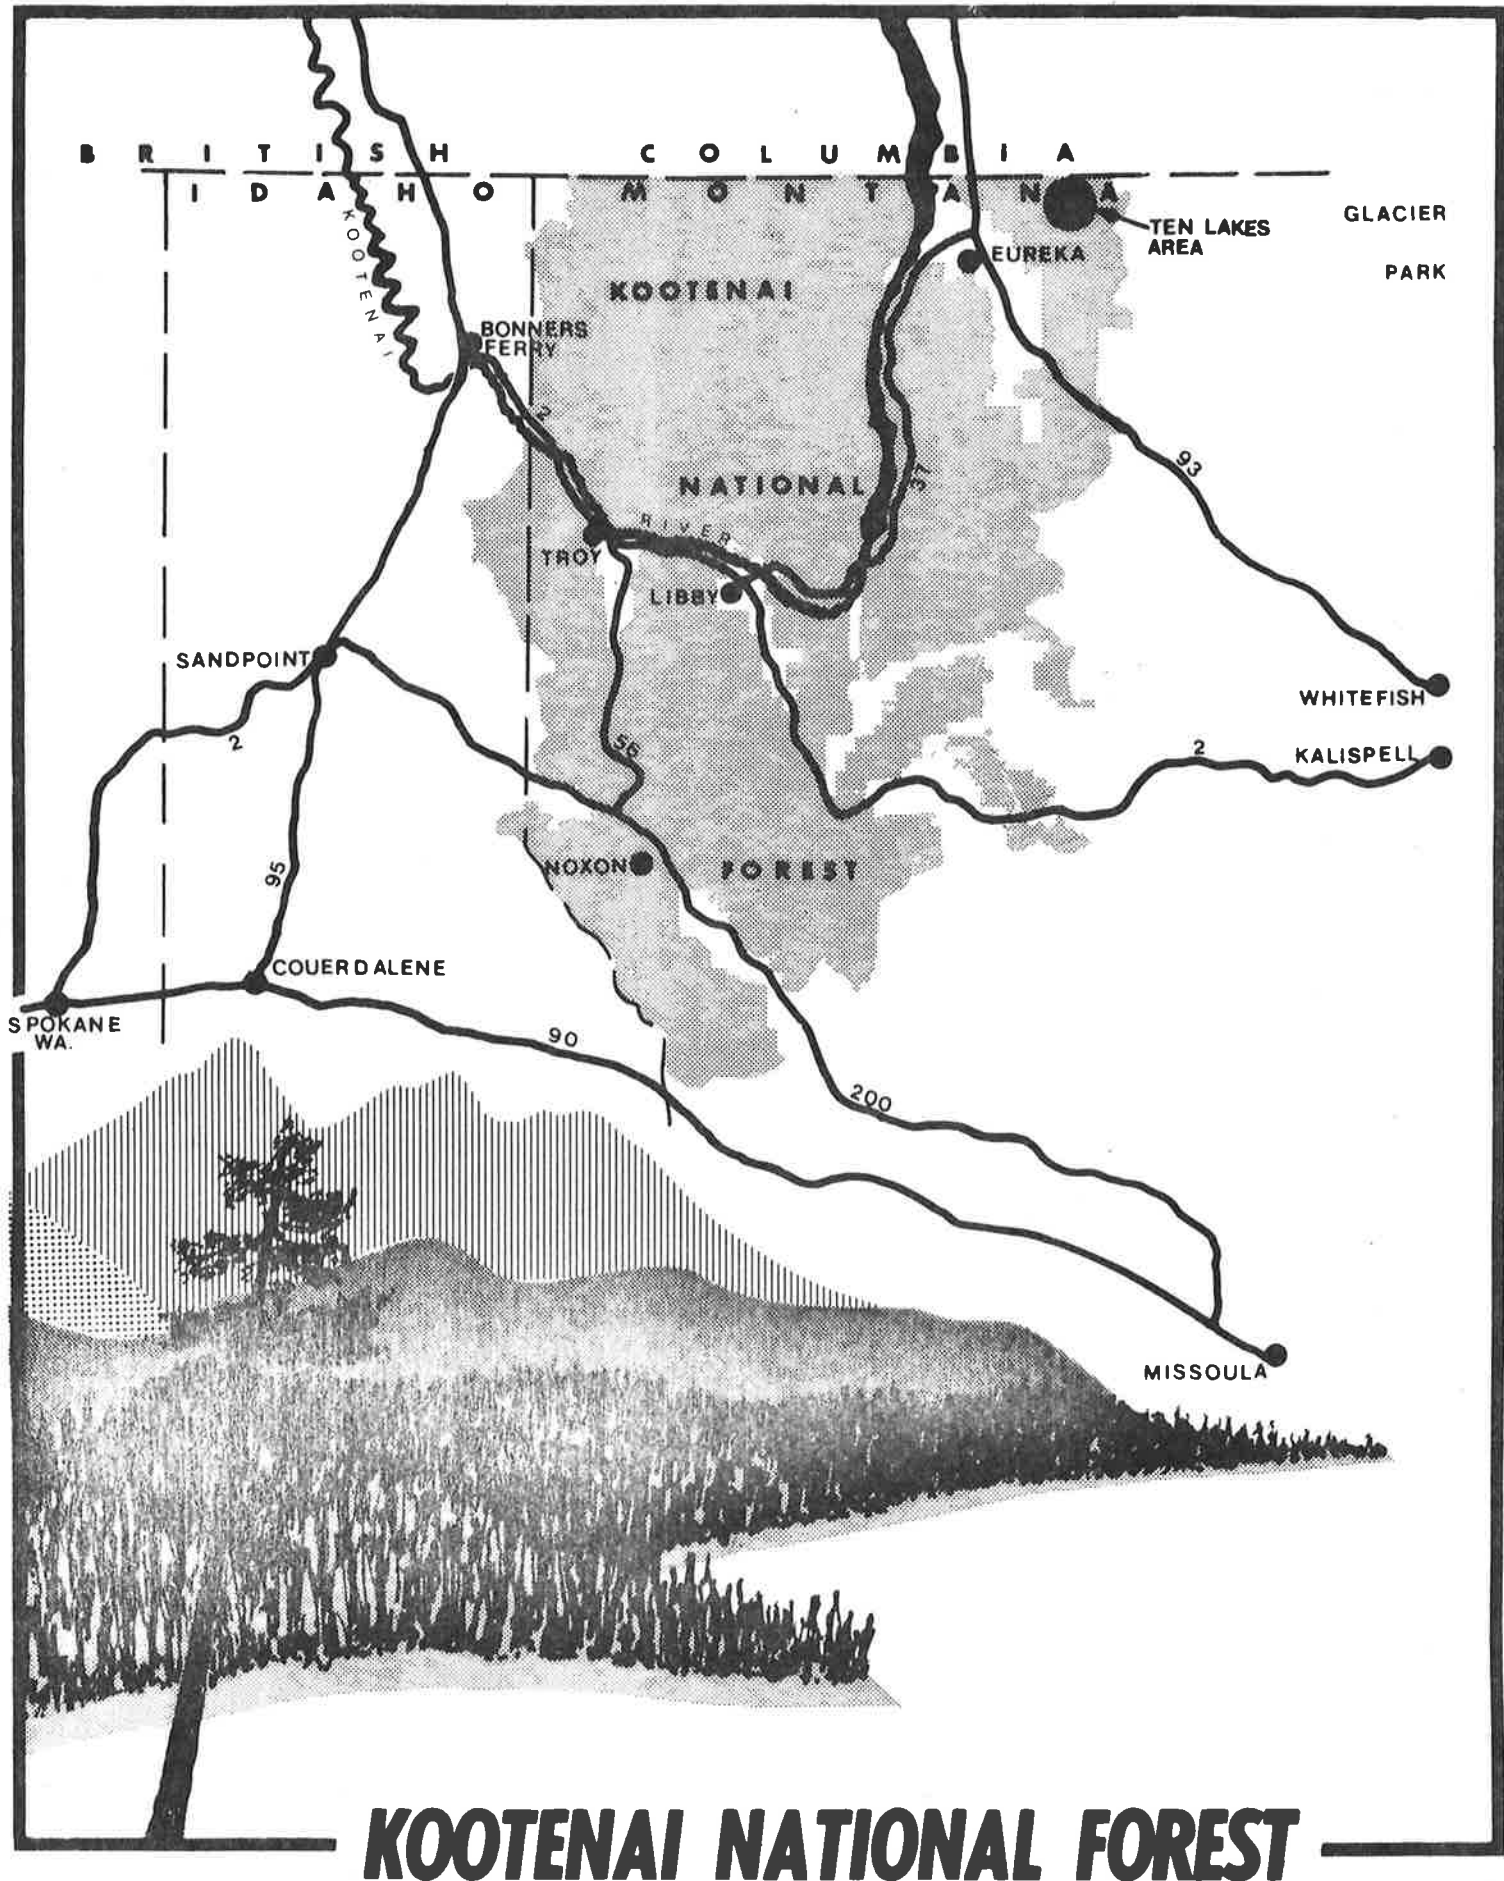 BRITISH COLUMBIA
IDAHO MONTANA
KOOTENAI
GLACIER
PARK
TEN LAKES
AREA
EUREKA
KOOTENAI
BONNERS
FERRY
2
93
37
NATIONAL
RIVER
TROY
LIBBY
SANDPOINT
WHITEFISH
2
56
2
KALISPELL
95
NOXON
FOREST
COUERDALENE
SPOKANE
WA.
90
200
MISSOULA
KOOTENAI NATIONAL FOREST